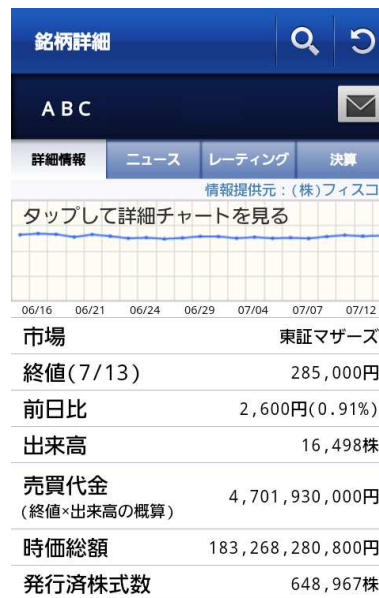 銘柄詳細
ABC
詳細情報 ニュース レーティング 決算
情報提供元：(株)フィスコ
タップして詳細チャートを見る
06/16 06/21 06/24 06/29 07/04 07/07 07/12
市場 東証マザーズ
終値(7/13) 285,000円
前日比 2,600円(0.91%)
出来高 16,498株
売買代金 4,701,930,000円
(終値×出来高の概算)
時価総額 183,268,280,800円
発行済株式数 648,967株